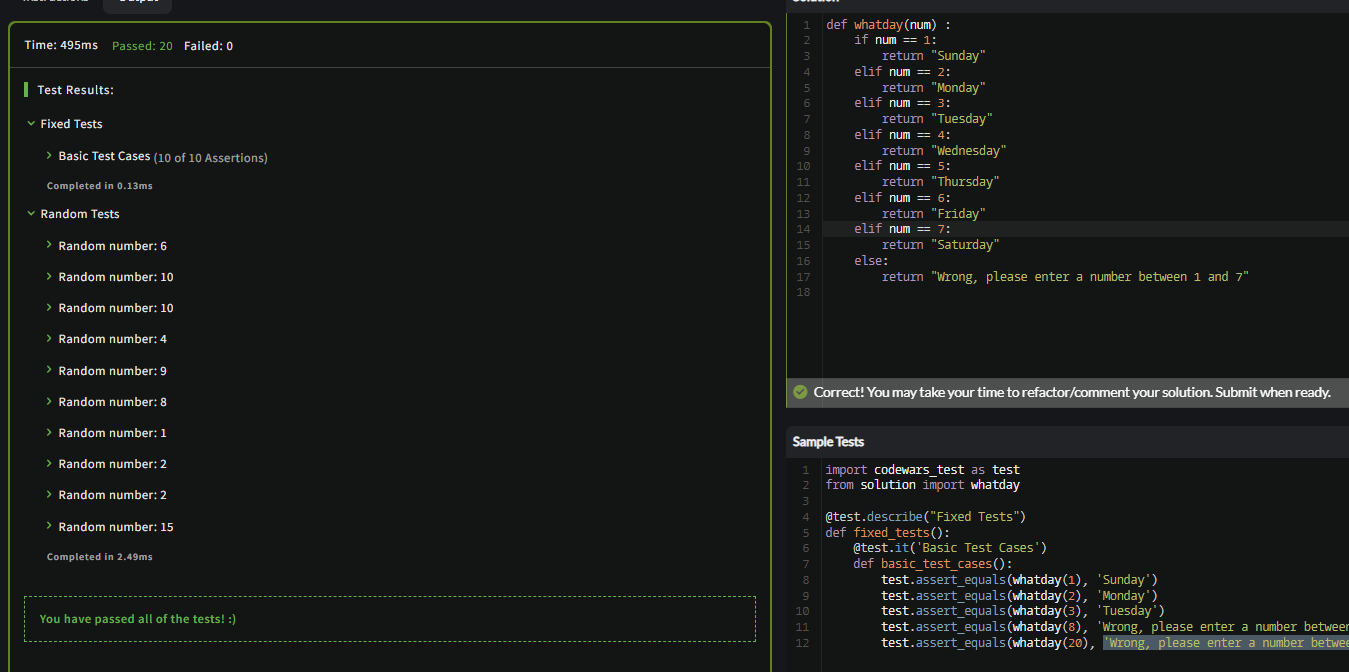 Output
Time: 495ms Passed: 20 Failed: 0
Test Results:
Fixed Tests
Basic Test Cases (10 of 10 Assertions)
Completed in 0.13ms
Random Tests
Random number: 6
Random number: 10
Random number: 10
Random number: 4
Random number: 9
Random number: 8
Random number: 1
Random number: 2
Random number: 2
Random number: 15
Completed in 2.49ms
You have passed all of the tests! :)
Solution
1 def whatday(num) :
2     if num == 1:
3         return "Sunday"
4     elif num == 2:
5         return "Monday"
6     elif num == 3:
7         return "Tuesday"
8     elif num == 4:
9         return "Wednesday"
10     elif num == 5:
11         return "Thursday"
12     elif num == 6:
13         return "Friday"
14     elif num == 7:
15         return "Saturday"
16     else:
17         return "Wrong, please enter a number between 1 and 7"
18
Correct! You may take your time to refactor/comment your solution. Submit when ready.
Sample Tests
1 import codewars_test as test
2 from solution import whatday
3
4 @test.describe("Fixed Tests")
5 def fixed_tests():
6     @test.it('Basic Test Cases')
7     def basic_test_cases():
8         test.assert_equals(whatday(1), 'Sunday')
9         test.assert_equals(whatday(2), 'Monday')
10         test.assert_equals(whatday(3), 'Tuesday')
11         test.assert_equals(whatday(8), 'Wrong, please enter a number between
12         test.assert_equals(whatday(20), 'Wrong, please enter a number betwee